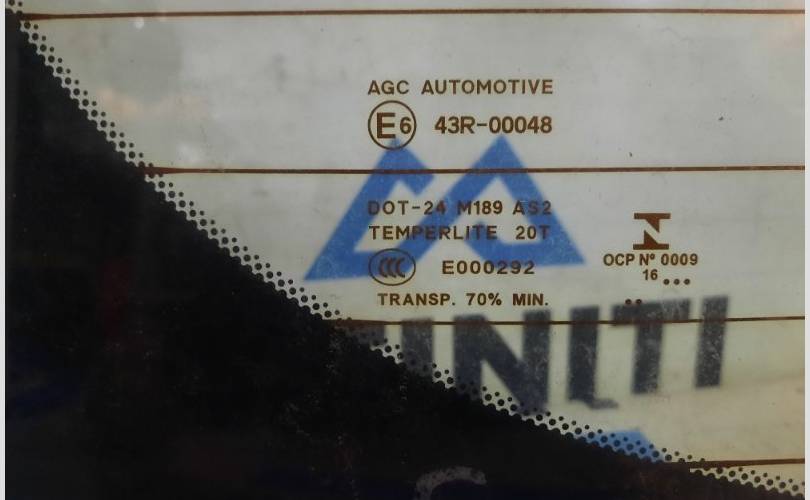 AGC AUTOMOTIVE
E6 43R-00048
DOT-24 M189 AS2
TEMPERLITE 20T
CCC E000292
TRANSP. 70% MIN.
N
OCP Nº 0009
16...
..